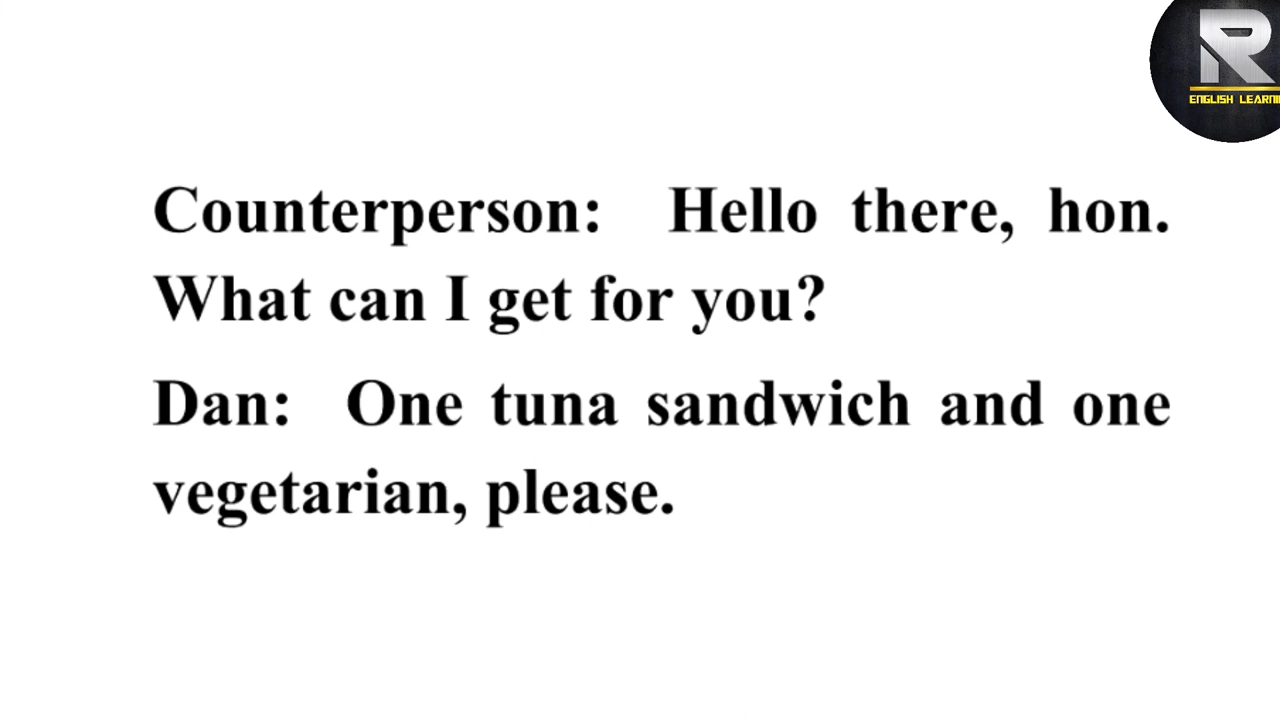 R
ENGLISH LEARNI
Counterperson: Hello there, hon.
What can I get for you?
Dan: One tuna sandwich and one
vegetarian, please.